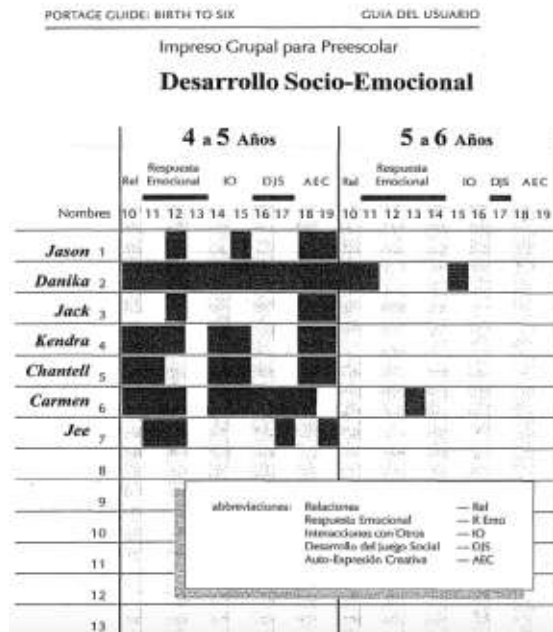 PORTAGE GUIDE: BIRTH TO SIX GUIA DEL USUARIO
Impreso Grupal para Preescolar
Desarrollo Socio-Emocional
4 a 5 Años 5 a 6 Años
Rel Respuesta Emocional IO DJS AEC Rel Respuesta Emocional IO DJS AEC
Nombres 10 11 12 13 14 15 16 17 18 19 10 11 12 13 14 15 16 17 18 19
Jason 1
Danika 2
Jack 3
Kendra 4
Chantell 5
Carmen 6
Jee 7
8
9
10
11
12
13
abbreviaciones: Relaciones — Rel
Respuesta Emocional — R Emo
Interacciones con Otros — IO
Desarrollo del Juego Social — DJS
Auto-Expresión Creativa — AEC